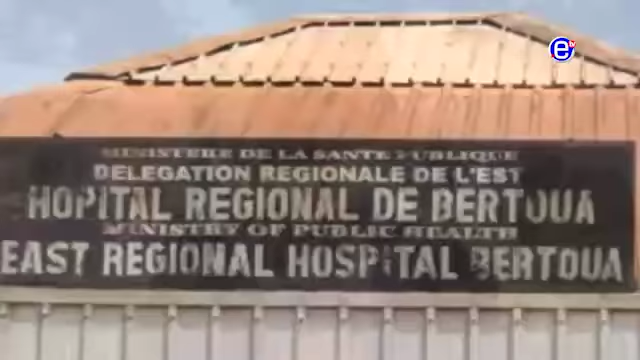 MINISTERE DE LA SANTE PUBLIQUE
DELEGATION REGIONALE DE L'EST
HOPITAL REGIONAL DE BERTOUA
MINISTRY OF PUBLIC HEALTH
EAST REGIONAL HOSPITAL BERTOUA